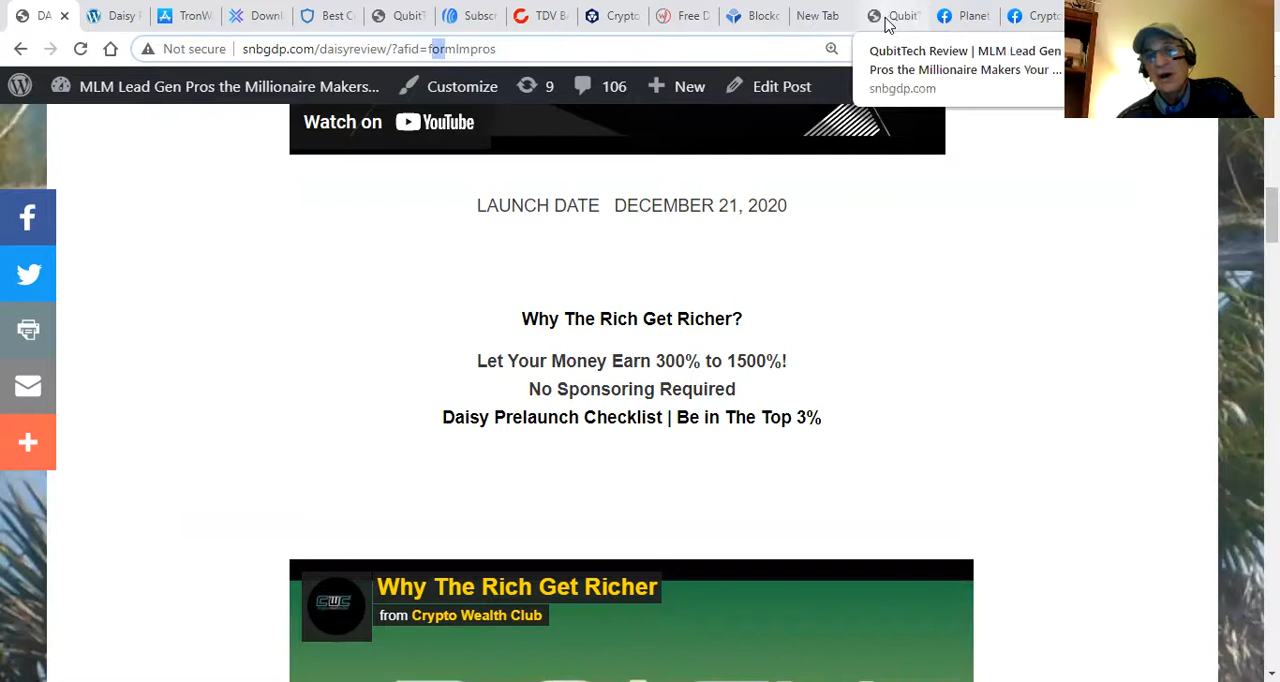 DA
Daisy
TronW
Downl
Best C
QubitT
Subsc
TDV B
Crypto
Free D
Blockc
New Tab
Qubit
Planet
Crypto
Not secure
snbgdp.com/daisyreview/?afid=formlmpros
QubitTech Review | MLM Lead Gen
Pros the Millionaire Makers Your ...
snbgdp.com
MLM Lead Gen Pros the Millionaire Makers...
Customize
9
106
New
Edit Post
Watch on YouTube
LAUNCH DATE DECEMBER 21, 2020
Why The Rich Get Richer?
Let Your Money Earn 300% to 1500%!
No Sponsoring Required
Daisy Prelaunch Checklist | Be in The Top 3%
CWC
Why The Rich Get Richer
from Crypto Wealth Club